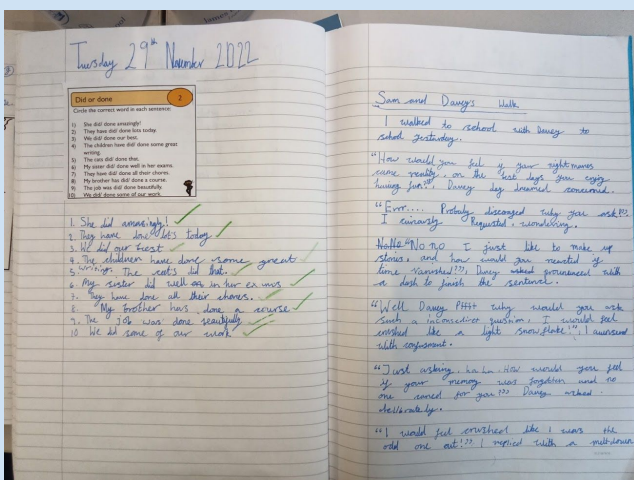 Tuesday 29th November 2022
Did or done
2
Circle the correct word in each sentence:
1) She did/ done amazingly!
2) They have did/ done lots today.
3) We did/ done our best.
4) The children have did/ done some great
writing.
5) The cats did/ done that.
6) My sister did/ done well in her exams.
7) They have did/ done all their chores.
8) My brother has did/ done a course.
9) The job was did/ done beautifully.
10) We did/ done some of our work.
1. She did amazingly!
2 They have done lots today
3. We did our best
4. The children have done some great
writing.
5 The cats did that.
6. My sister did well in her exams.
7. They have done all their chores.
8. My brother has done a course
9. The job was done beautifully
10 We did some of our work
Sam and Davey's Walk
I walked to school with Davey to
school yesterday.
"How would you feel if your nightmares
came reality, on the last days you enjoy
having fun?" Davey day dreamed concerned.
"Errr.... why you ask?"
I Requested, wondering.
"No no I just like to make up
stories, and how would you if
time vanished?", Davey asked with
a dash to finish the sentence.
"Well Davey Pffft why would you ask
such a question, I would feel
crushed like a light snow flake!" I
with
"Just asking, ha ha. How would you feel
if your memory was forgotten and no
one cared for you?" Davey asked
deliberately.
"I would feel crushed like I was the
odd one out!" I replied with a meltdown